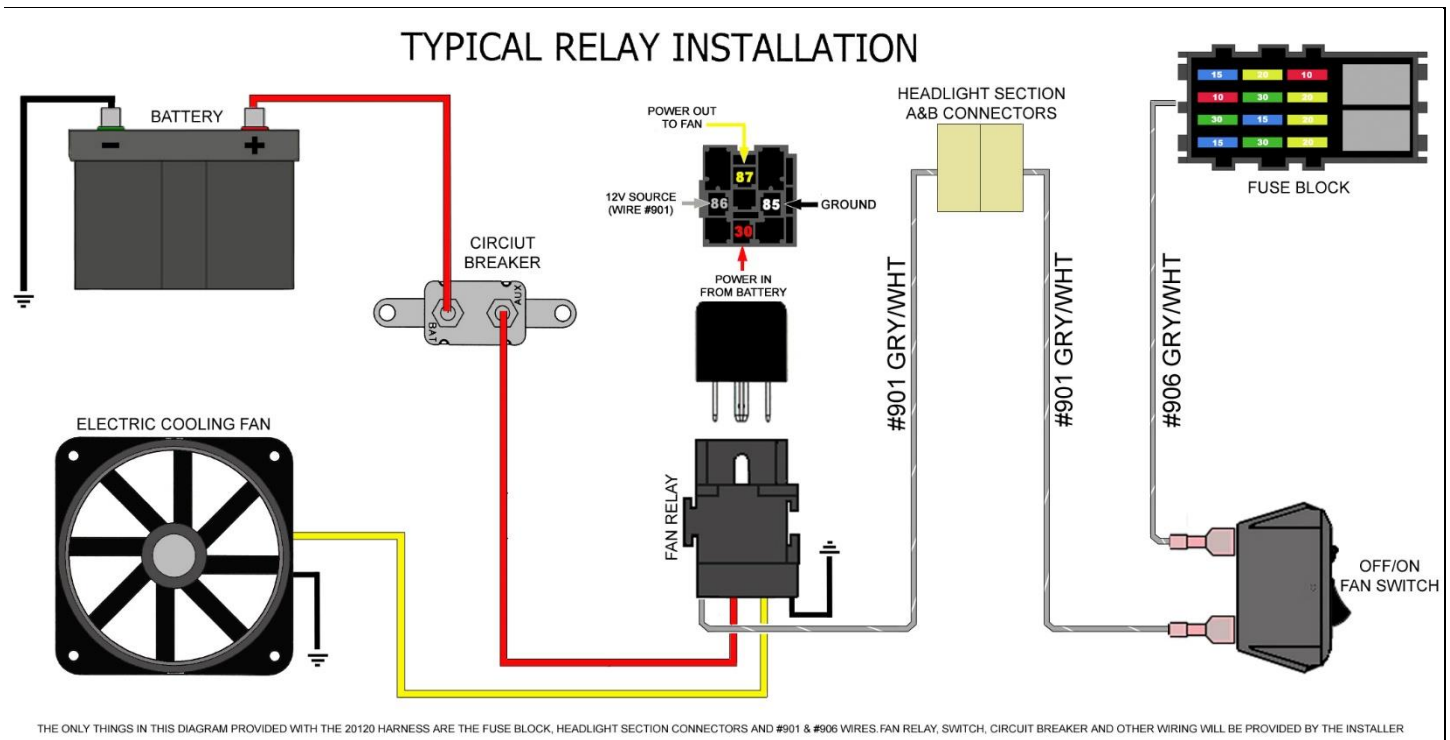 TYPICAL RELAY INSTALLATION
BATTERY
-
+
CIRCIUT
BREAKER
BAT
AUX
ELECTRIC COOLING FAN
POWER OUT
TO FAN
87
12V SOURCE
(WIRE #901)
86
85
GROUND
30
POWER IN
FROM BATTERY
FAN RELAY
HEADLIGHT SECTION
A&B CONNECTORS
#901 GRY/WHT
#901 GRY/WHT
#906 GRY/WHT
15 20 10
10 30 20
30 15 20
15 30 20
FUSE BLOCK
OFF/ON
FAN SWITCH
THE ONLY THINGS IN THIS DIAGRAM PROVIDED WITH THE 20120 HARNESS ARE THE FUSE BLOCK, HEADLIGHT SECTION CONNECTORS AND #901 & #906 WIRES. FAN RELAY, SWITCH, CIRCUIT BREAKER AND OTHER WIRING WILL BE PROVIDED BY THE INSTALLER